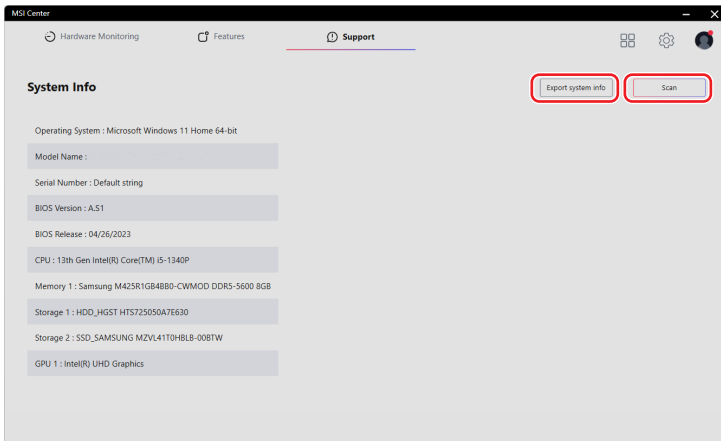 MSI Center
Hardware Monitoring Features Support
System Info
Export system info Scan
Operating System : Microsoft Windows 11 Home 64-bit
Model Name :
Serial Number : Default string
BIOS Version : A.S1
BIOS Release : 04/26/2023
CPU : 13th Gen Intel(R) Core(TM) i5-1340P
Memory 1 : Samsung M425R1GB4BB0-CWMOD DDR5-5600 8GB
Storage 1 : HDD_HGST HTS725050A7E630
Storage 2 : SSD_SAMSUNG MZVL41T0HBLB-00BTW
GPU 1 : Intel(R) UHD Graphics